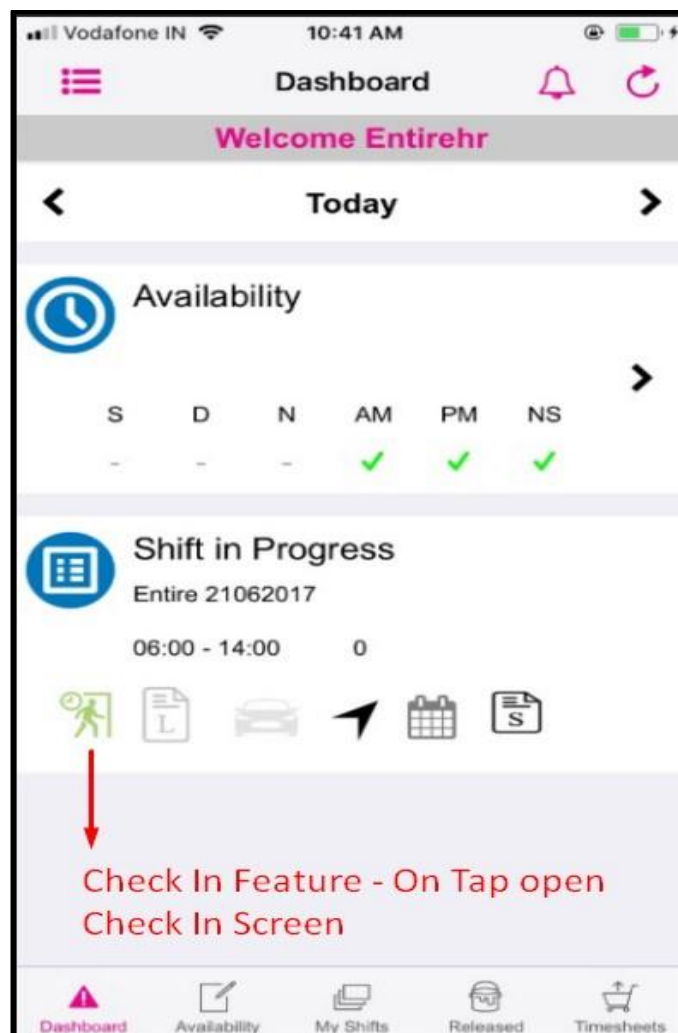 Vodafone IN 10:41 AM
Dashboard
Welcome Entirehr
Today
Availability
S D N AM PM NS
- - -
Shift in Progress
Entire 21062017
06:00 - 14:00 0
L S
Check In Feature - On Tap open
Check In Screen
Dashboard Availability My Shifts Released Timesheets